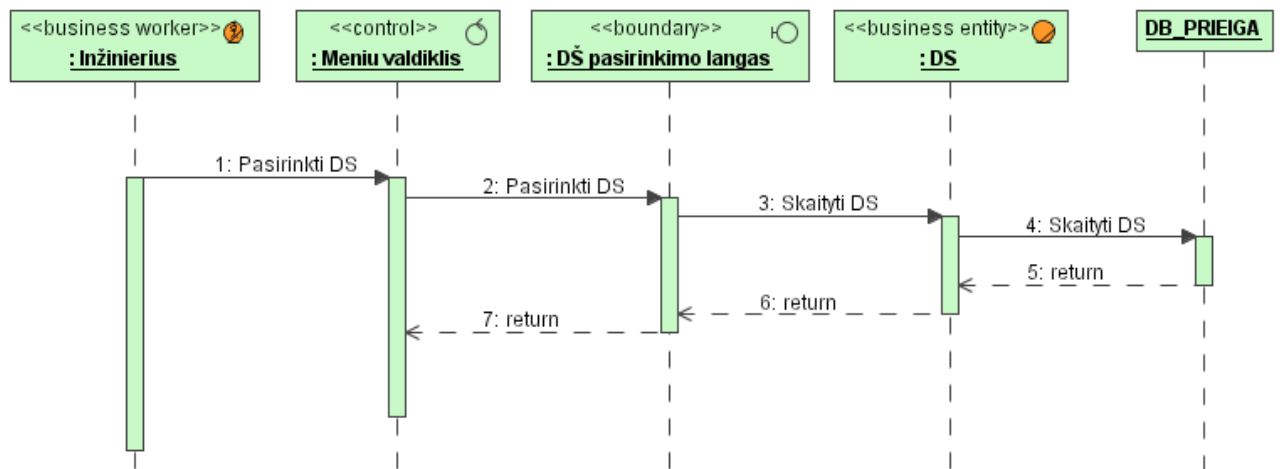 <<business worker>>
: Inžinierius
<<control>>
: Meniu valdiklis
<<boundary>>
: DŠ pasirinkimo langas
<<business entity>>
: DS
DB_PRIEIGA
1: Pasirinkti DS
2: Pasirinkti DS
3: Skaityti DS
4: Skaityti DS
5: return
6: return
7: return